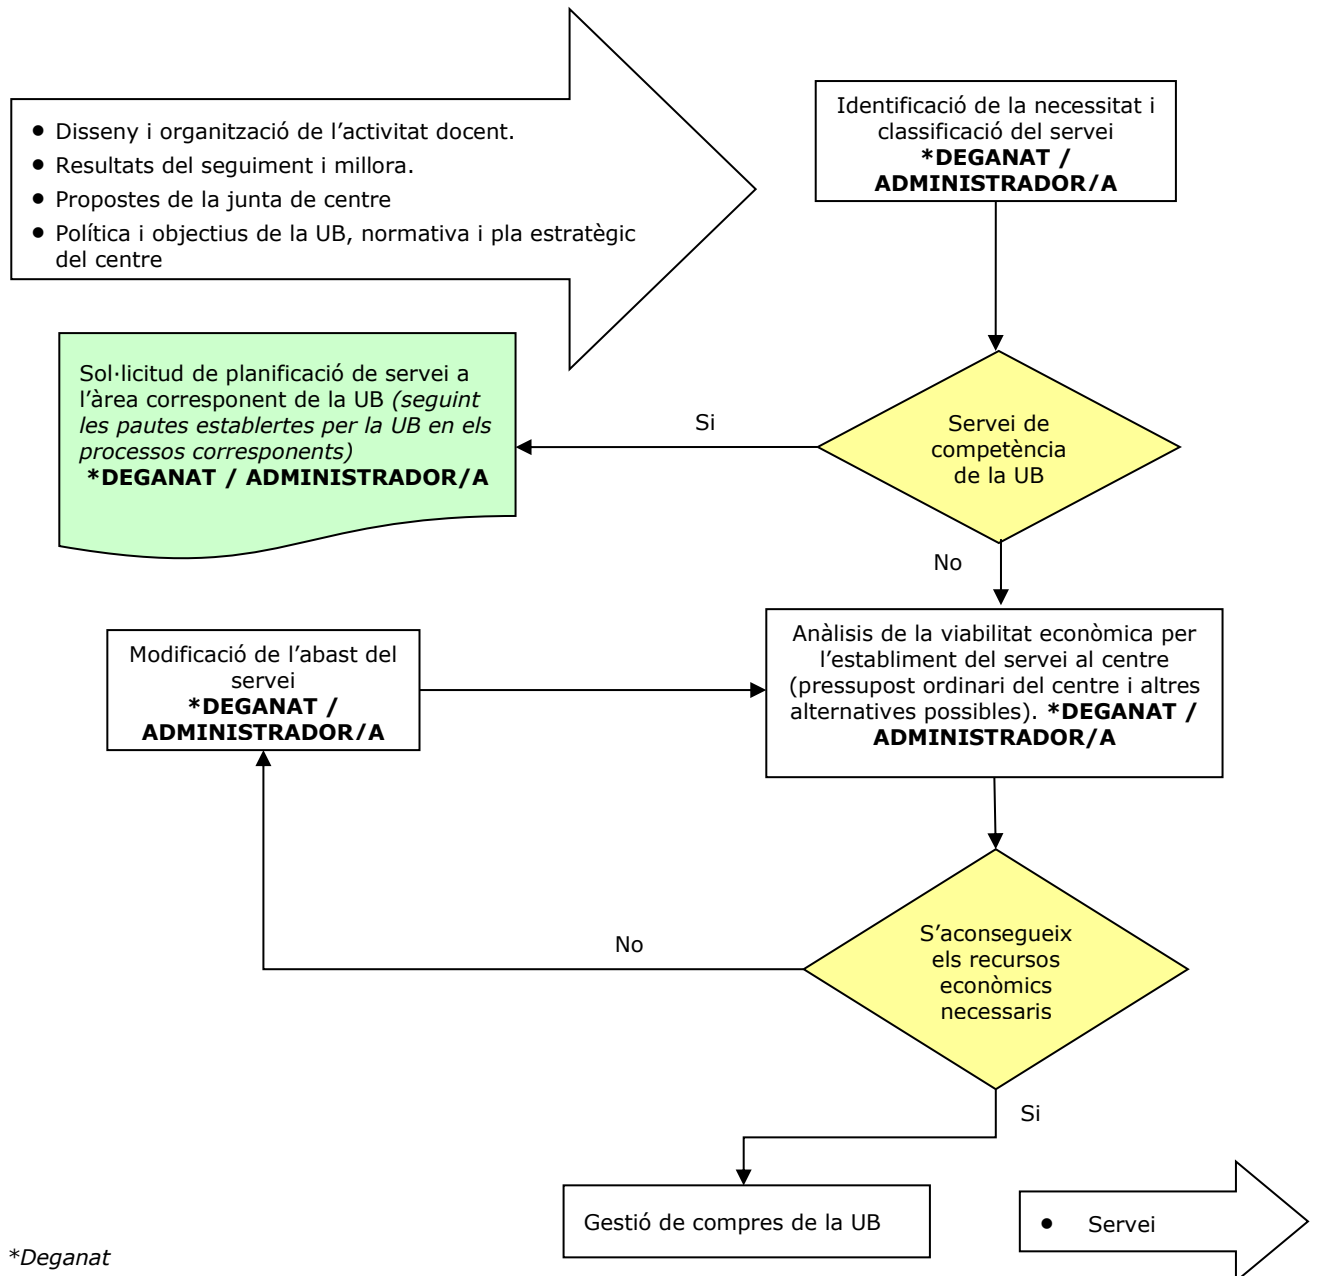 • Disseny i organització de l’activitat docent.
• Resultats del seguiment i millora.
• Propostes de la junta de centre
• Política i objectius de la UB, normativa i pla estratègic
del centre
Identificació de la necessitat i
classificació del servei
*DEGANAT /
ADMINISTRADOR/A
Sol·licitud de planificació de servei a
l’àrea corresponent de la UB (seguint
les pautes establertes per la UB en els
processos corresponents)
*DEGANAT / ADMINISTRADOR/A
Si
Servei de
competència
de la UB
No
Modificació de l’abast del
servei
*DEGANAT /
ADMINISTRADOR/A
Anàlisis de la viabilitat econòmica per
l’establiment del servei al centre
(pressupost ordinari del centre i altres
alternatives possibles). *DEGANAT /
ADMINISTRADOR/A
No
S’aconsegueix
els recursos
econòmics
necessaris
Si
Gestió de compres de la UB
• Servei
*Deganat